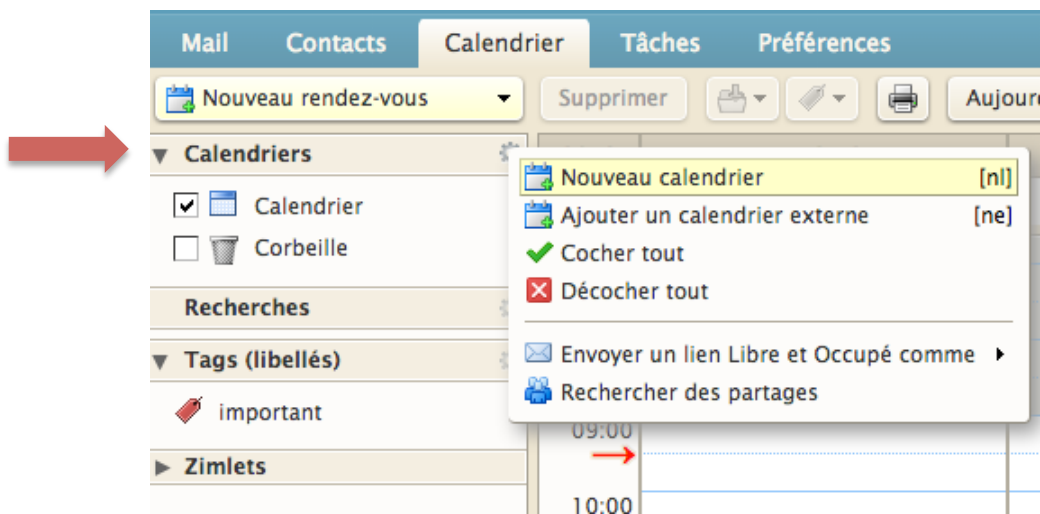 Mail Contacts Calendrier Tâches Préférences
Nouveau rendez-vous Supprimer Aujour
Calendriers
Nouveau calendrier [nl]
Calendrier
Ajouter un calendrier externe [ne]
Corbeille
Cocher tout
Décocher tout
Recherches
Tags (libellés)
Envoyer un lien Libre et Occupé comme
Rechercher des partages
important
09:00
Zimlets
10:00